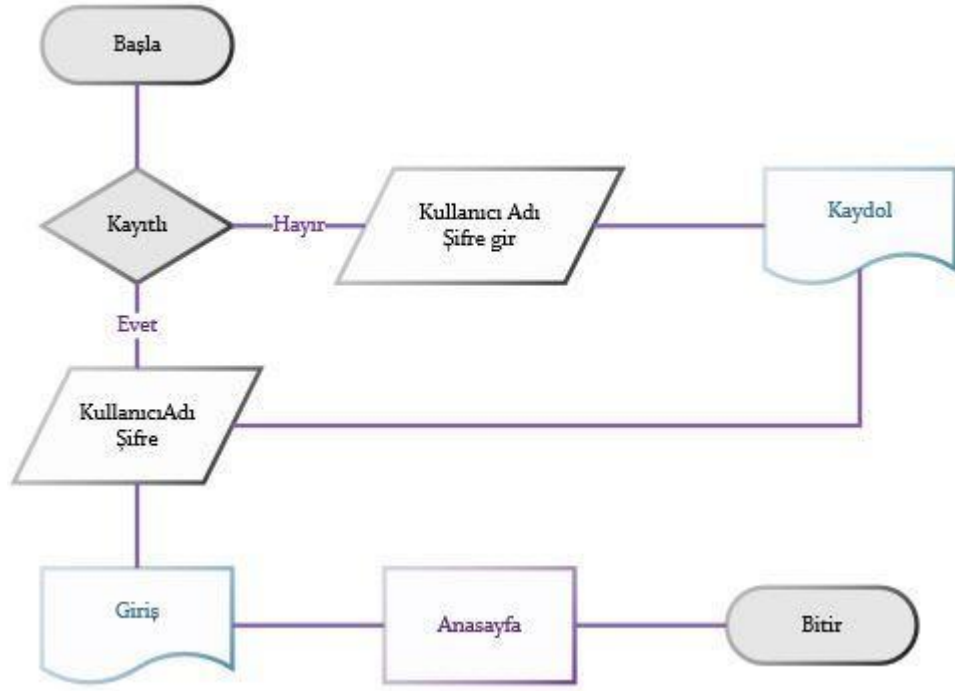 Başla
Kayıtlı
Hayır
Kullanıcı Adı
Şifre gir
Kaydol
Evet
KullanıcıAdı
Şifre
Giriş
Anasayfa
Bitir